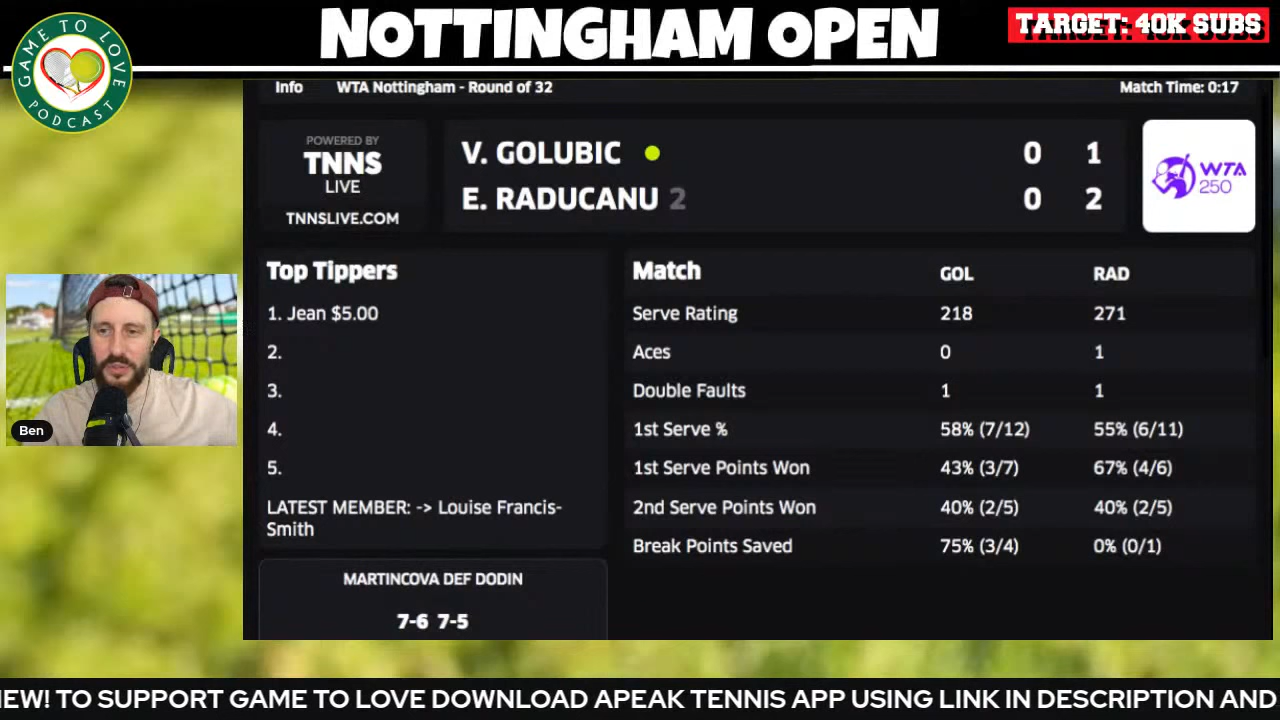 GAME TO LOVE
PODCAST
NOTTINGHAM OPEN
TARGET: 40K SUBS
Info WTA Nottingham - Round of 32 Match Time: 0:17
POWERED BY
TNNS
LIVE
TNNSLIVE.COM
V. GOLUBIC 0 1
E. RADUCANU 2 0 2
WTA
250
Top Tippers
1. Jean $5.00
2.
3.
4.
5.
LATEST MEMBER: -> Louise Francis-
Smith
MARTINCOVA DEF DODIN
7-6 7-5
Match GOL RAD
Serve Rating 218 271
Aces 0 1
Double Faults 1 1
1st Serve % 58% (7/12) 55% (6/11)
1st Serve Points Won 43% (3/7) 67% (4/6)
2nd Serve Points Won 40% (2/5) 40% (2/5)
Break Points Saved 75% (3/4) 0% (0/1)
Ben
NEW! TO SUPPORT GAME TO LOVE DOWNLOAD APEAK TENNIS APP USING LINK IN DESCRIPTION AND